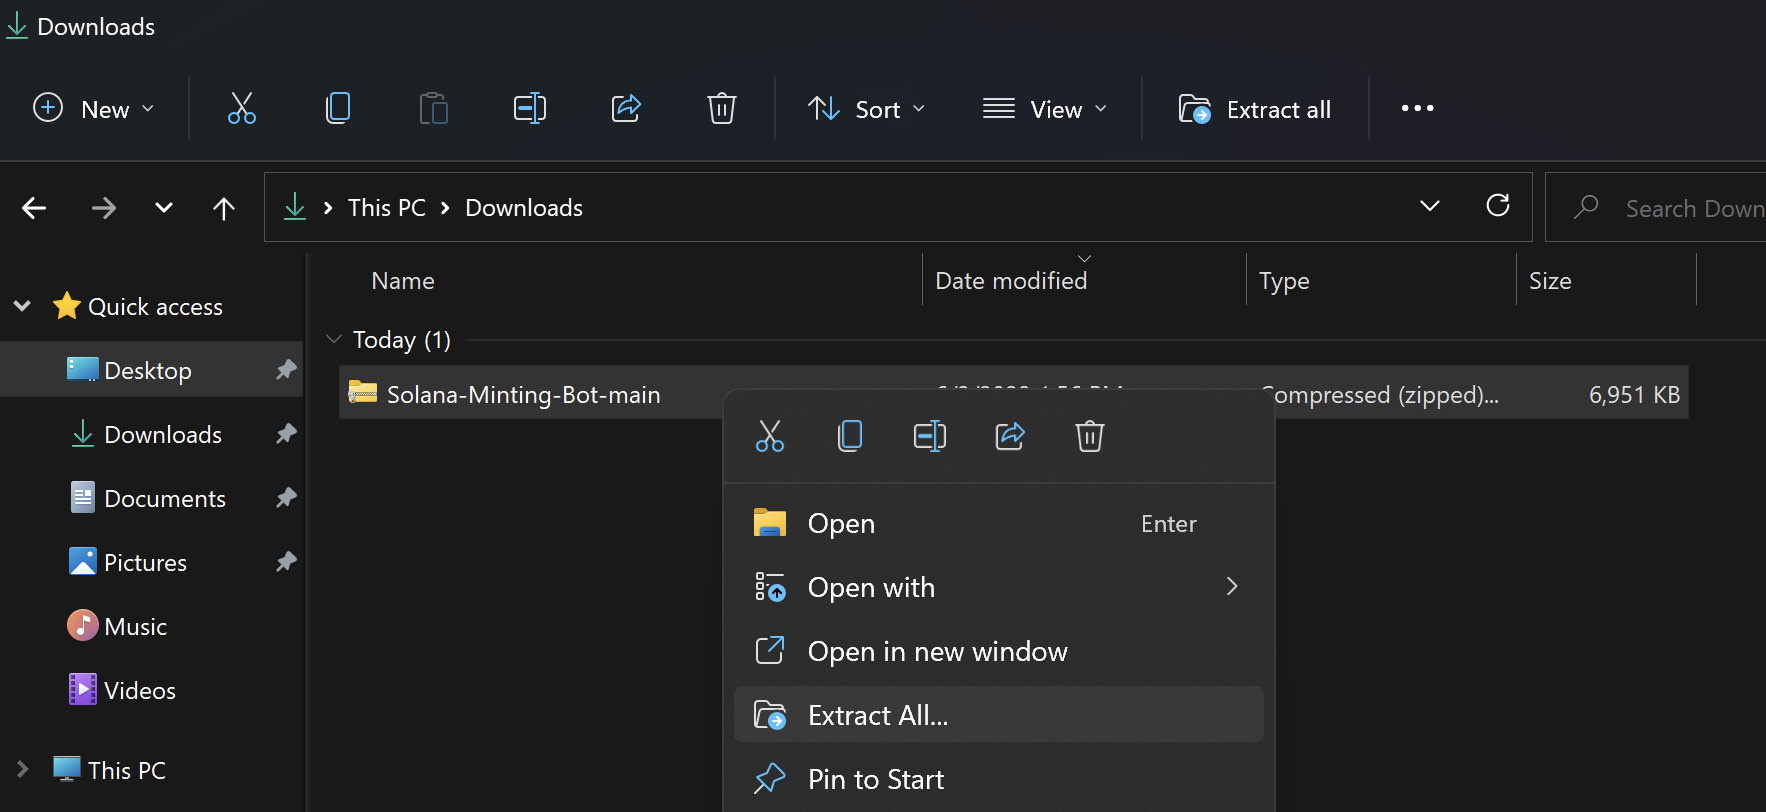 Downloads
New
Sort
View
Extract all
This PC
Downloads
Search Down
Name
Date modified
Type
Size
Quick access
Today (1)
Desktop
Solana-Minting-Bot-main
ompressed (zipped)...
6,951 KB
Downloads
Documents
Open
Enter
Pictures
Open with
Music
Open in new window
Videos
Extract All...
This PC
Pin to Start